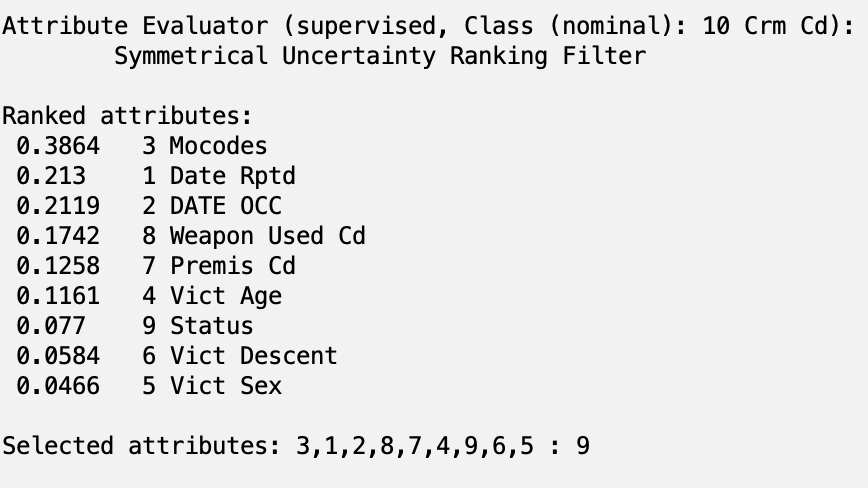 Attribute Evaluator (supervised, Class (nominal): 10 Crm Cd):
Symmetrical Uncertainty Ranking Filter
Ranked attributes:
0.3864 3 Mocodes
0.213 1 Date Rptd
0.2119 2 DATE OCC
0.1742 8 Weapon Used Cd
0.1258 7 Premis Cd
0.1161 4 Vict Age
0.077 9 Status
0.0584 6 Vict Descent
0.0466 5 Vict Sex
Selected attributes: 3,1,2,8,7,4,9,6,5 : 9